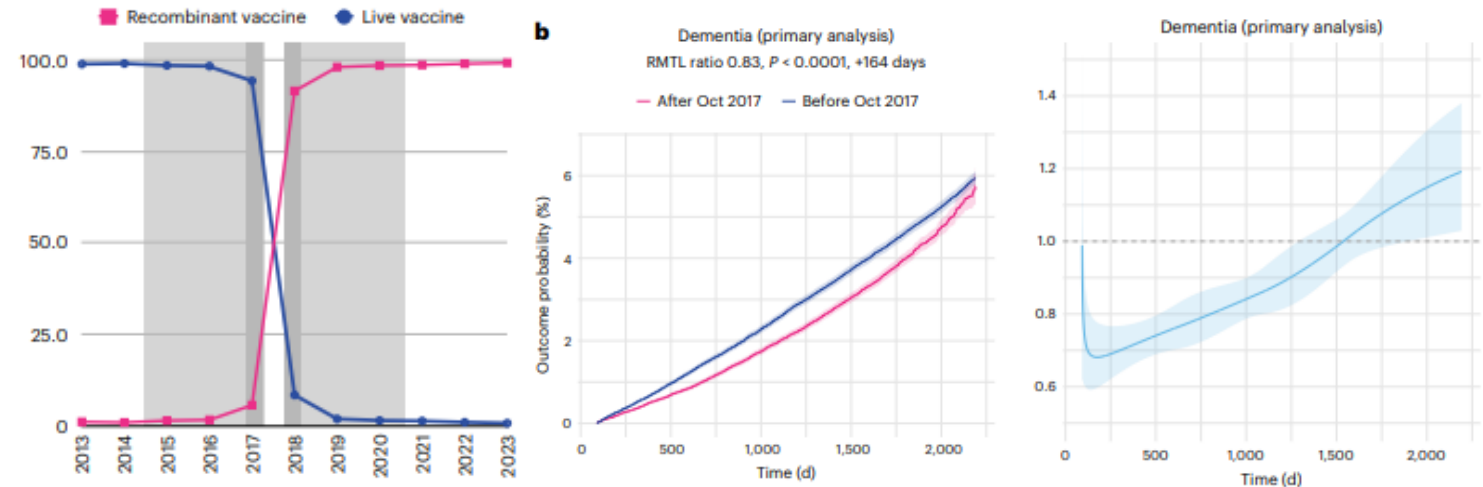 Recombinant vaccine Live vaccine
100.0
75.0
50.0
25.0
0
2013 2014 2015 2016 2017 2018 2019 2020 2021 2022 2023
b
Dementia (primary analysis)
RMTL ratio 0.83, P < 0.0001, +164 days
After Oct 2017 Before Oct 2017
Outcome probability (%)
6
4
2
0
0 500 1,000 1,500 2,000
Time (d)
Dementia (primary analysis)
1.4
1.2
1.0
0.8
0.6
0 500 1,000 1,500 2,000
Time (d)